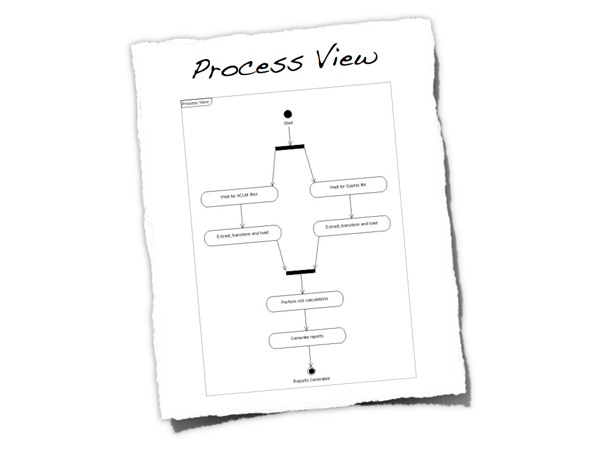 Process View
Process View
Start
Wait for ACLM files
Wait for Sophis file
Extract, transform and load
Extract, transform and load
Perform risk calculations
Generate reports
Reports Generated